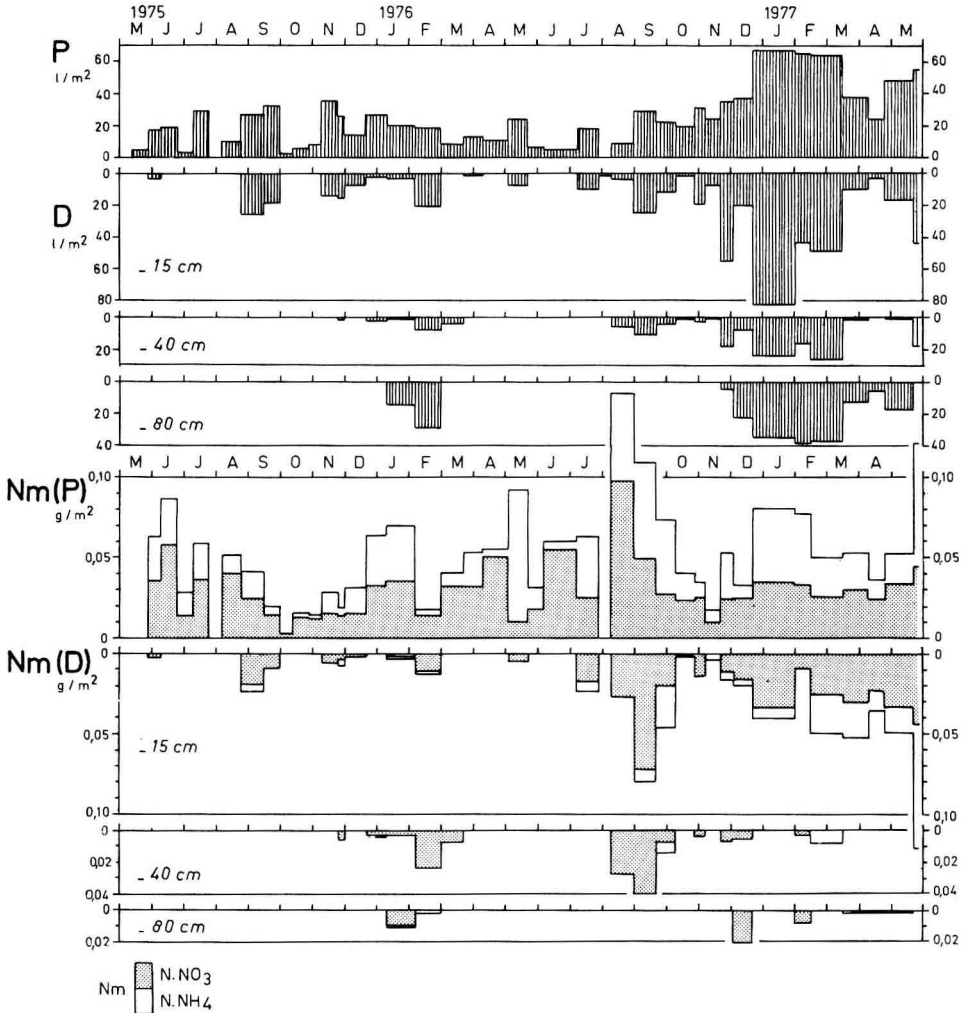 1975 1976 1977
M J J A S O N D J F M A M J J A S O N D J F M A M
P
l/m²
60 60
40 40
20 20
0 0
D
l/m²
0 0
20 20
40 40
60 60
80 80
- 15 cm
0 0
20 20
- 40 cm
0 0
20 20
40 40
- 80 cm
M J J A S O N D J F M A M J J O N D J F M A
Nm(P)
g/m²
0,10 0,10
0,05 0,05
0 0
Nm(D)
g/m²
0 0
0,05 0,05
0,10 0,10
- 15 cm
0 0
0,02 0,02
0,04 0,04
- 40 cm
0 0
0,02 0,02
- 80 cm
Nm
N.NO₃
N.NH₄